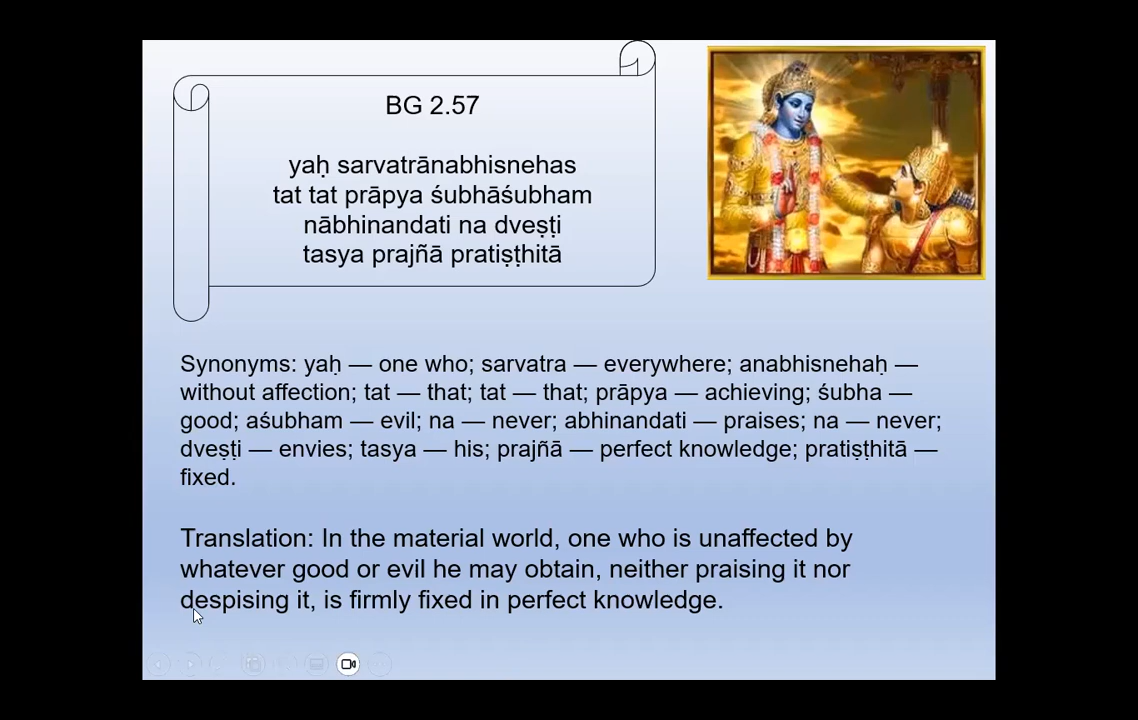 BG 2.57
yaḥ sarvatrānabhisnehas
tat tat prāpya śubhāśubham
nābhinandati na dveṣṭi
tasya prajñā pratiṣṭhitā
Synonyms: yaḥ — one who; sarvatra — everywhere; anabhisnehaḥ —
without affection; tat — that; tat — that; prāpya — achieving; śubha —
good; aśubham — evil; na — never; abhinandati — praises; na — never;
dveṣṭi — envies; tasya — his; prajñā — perfect knowledge; pratiṣṭhitā —
fixed.
Translation: In the material world, one who is unaffected by
whatever good or evil he may obtain, neither praising it nor
despising it, is firmly fixed in perfect knowledge.